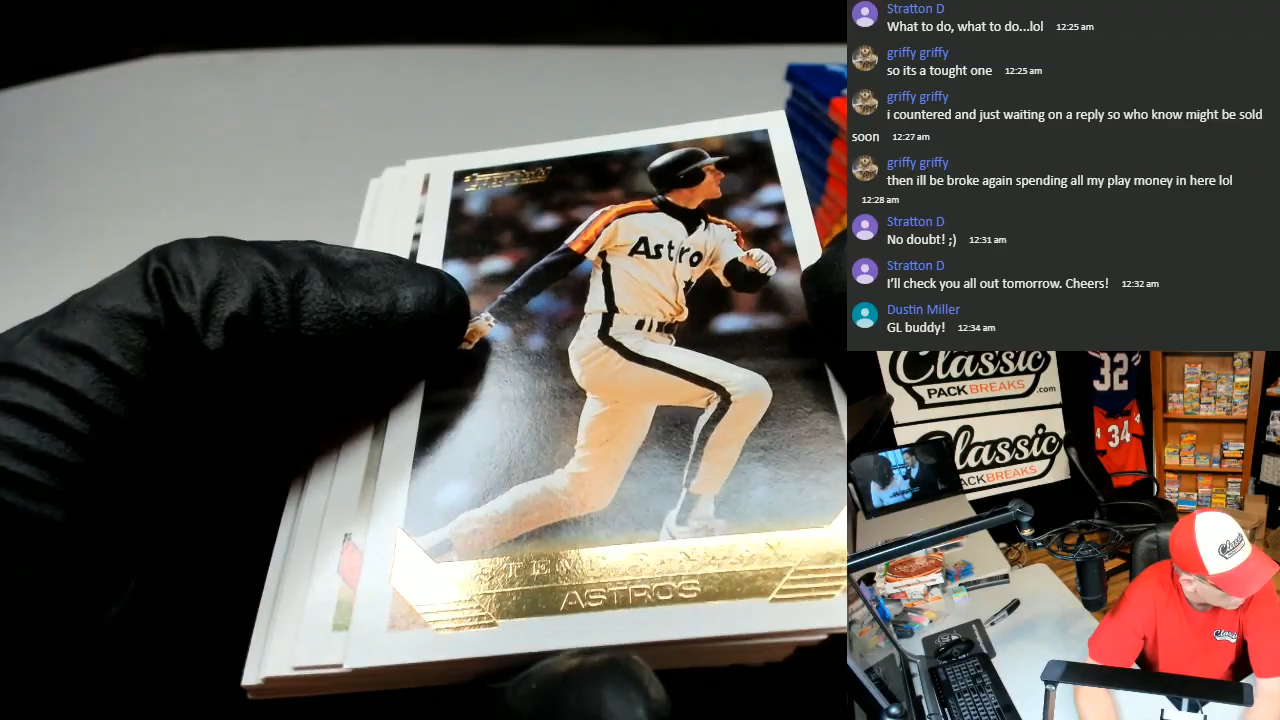 Stratton D
What to do, what to do...lol 12:25 am
griffy griffy
so its a tought one 12:25 am
griffy griffy
i countered and just waiting on a reply so who know might be sold
soon 12:27 am
griffy griffy
then ill be broke again spending all my play money in here lol
12:28 am
Stratton D
No doubt! ;) 12:31 am
Stratton D
I'll check you all out tomorrow. Cheers! 12:32 am
Dustin Miller
GL buddy! 12:34 am
Astro
ASTROS
Classic
PACKBREAKS.com
Classic
ACKBREAKS.com
32
34
Classic